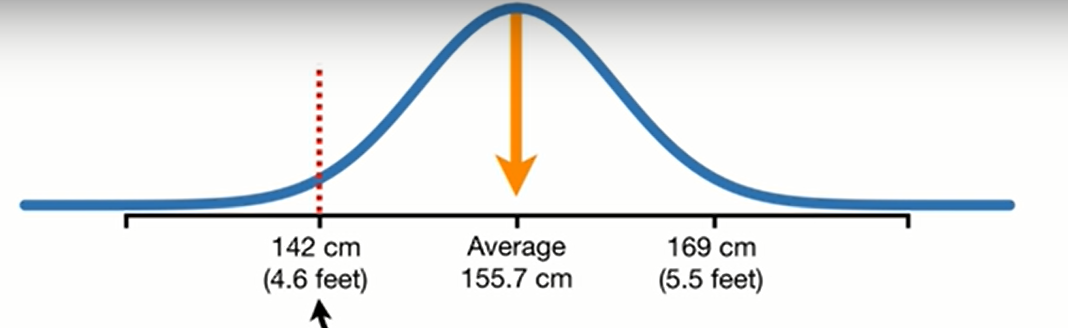 142 cm
(4.6 feet)
Average
155.7 cm
169 cm
(5.5 feet)